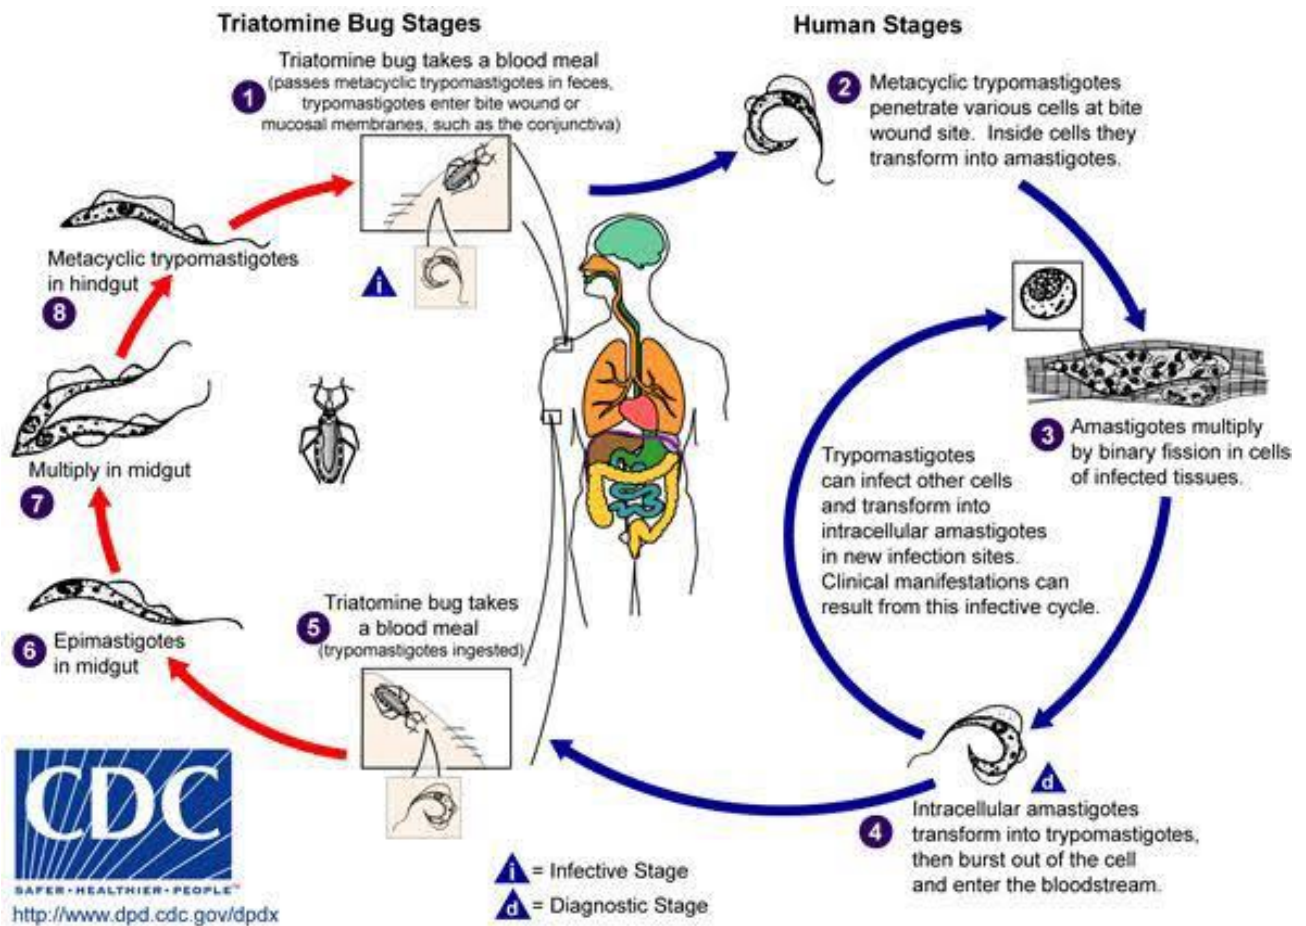 Triatomine Bug Stages
Human Stages
Triatomine bug takes a blood meal
(passes metacyclic trypomastigotes in feces,
trypomastigotes enter bite wound or
mucosal membranes, such as the conjunctiva)
1
2
Metacyclic trypomastigotes
penetrate various cells at bite
wound site. Inside cells they
transform into amastigotes.
Metacyclic trypomastigotes
in hindgut
8
i
3
Amastigotes multiply
by binary fission in cells
of infected tissues.
Trypomastigotes
can infect other cells
and transform into
intracellular amastigotes
in new infection sites.
Clinical manifestations can
result from this infective cycle.
Multiply in midgut
7
5
Triatomine bug takes
a blood meal
(trypomastigotes ingested)
6
Epimastigotes
in midgut
d
4
Intracellular amastigotes
transform into trypomastigotes,
then burst out of the cell
and enter the bloodstream.
i = Infective Stage
d = Diagnostic Stage
CDC
SAFER•HEALTHIER•PEOPLE™
http://www.dpd.cdc.gov/dpdx